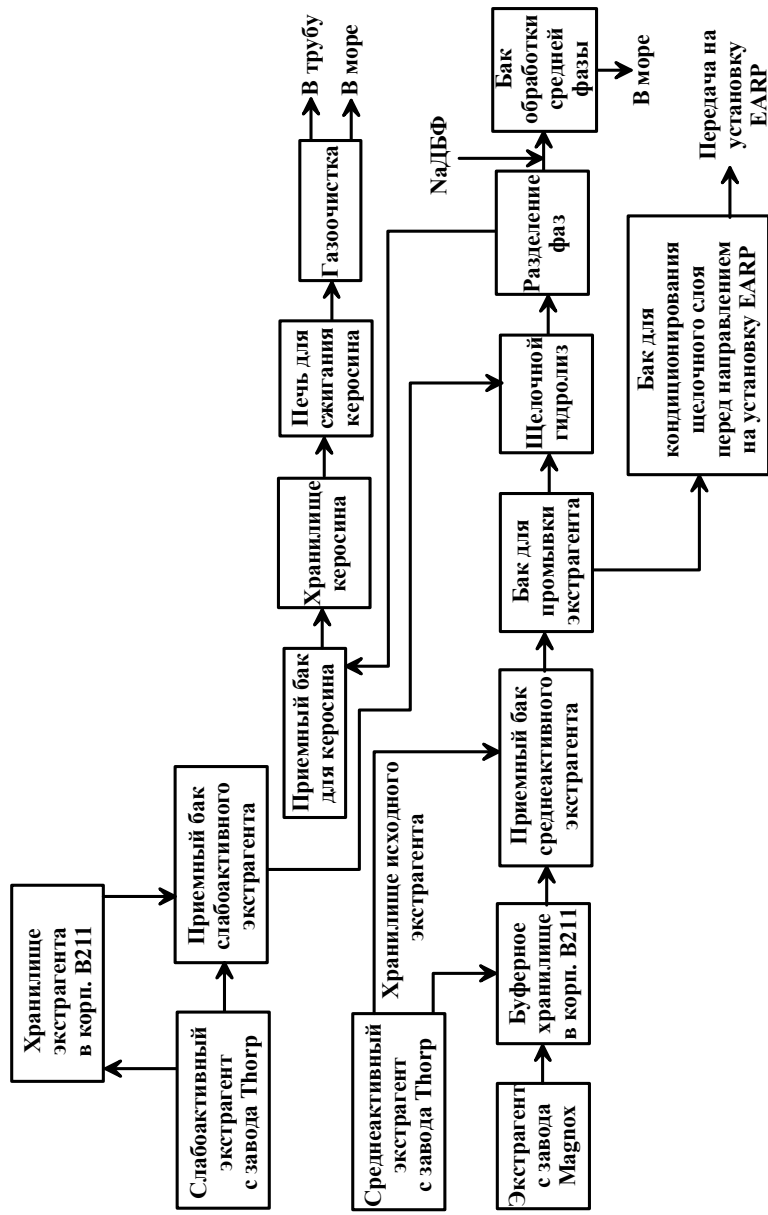 Хранилище
экстрагента
в корп. В211
Слабоактивный
экстрагент
с завода Thorp
Приемный бак
слабоактивного
экстрагента
Приемный бак
для керосина
Хранилище
керосина
Печь для
сжигания
керосина
Газоочистка
В трубу
В море
Среднеактивный
экстрагент
с завода Thorp
Хранилище исходного
экстрагента
Экстрагент
с завода
Magnox
Буферное
хранилище
в корп. В211
Приемный бак
среднеактивного
экстрагента
Бак для
промывки
экстрагента
Щелочной
гидролиз
Разделение
фаз
NaДБФ
Бак
обработки
средней
фазы
В море
Бак для
кондиционирования
щелочного слоя
перед направлением
на установку EARP
Передача на
установку
EARP